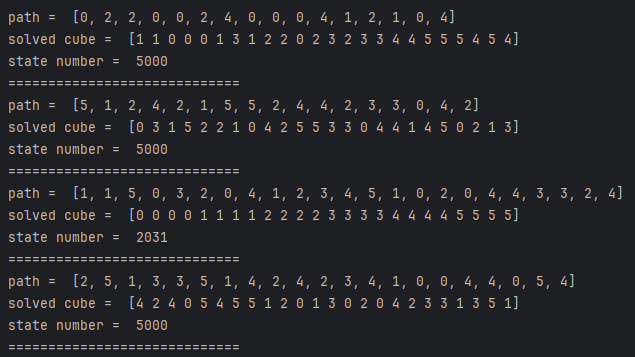 path =  [0, 2, 2, 0, 0, 2, 4, 0, 0, 0, 4, 1, 2, 1, 0, 4]
solved cube =  [1 1 0 0 0 1 3 1 2 2 0 2 3 2 3 3 4 4 5 5 5 4 5 4]
state number =  5000
=============================
path =  [5, 1, 2, 4, 2, 1, 5, 5, 2, 4, 4, 2, 3, 3, 0, 4, 2]
solved cube =  [0 3 1 5 2 2 1 0 4 2 5 5 3 3 0 4 4 1 4 5 0 2 1 3]
state number =  5000
=============================
path =  [1, 1, 5, 0, 3, 2, 0, 4, 1, 2, 3, 4, 5, 1, 0, 2, 0, 4, 4, 3, 3, 2, 4]
solved cube =  [0 0 0 0 1 1 1 1 2 2 2 2 3 3 3 3 4 4 4 4 5 5 5 5]
state number =  2031
=============================
path =  [2, 5, 1, 3, 3, 5, 1, 4, 2, 4, 2, 3, 4, 1, 0, 0, 4, 4, 0, 5, 4]
solved cube =  [4 2 4 0 5 4 5 5 1 2 0 1 3 0 2 0 4 2 3 3 1 3 5 1]
state number =  5000
=============================